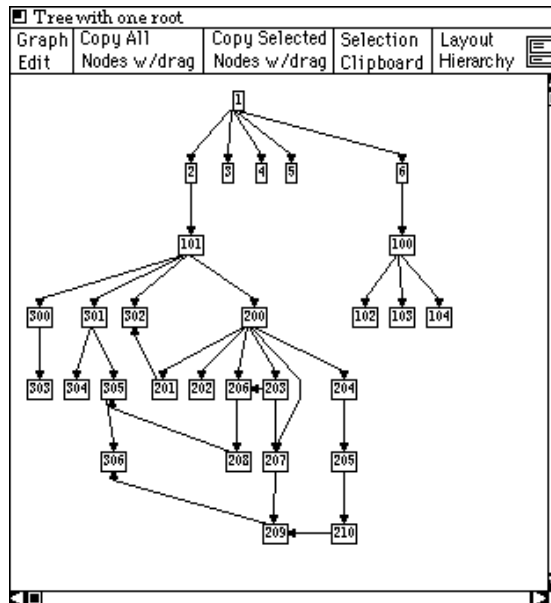 Tree with one root
Graph Copy All Copy Selected Selection Layout
Edit Nodes w/drag Nodes w/drag Clipboard Hierarchy
1
2 3 4 5 6
101 100
300 301 302 200 102 103 104
303 304 305 201 202 206 203 204
306 208 207 205
209 210